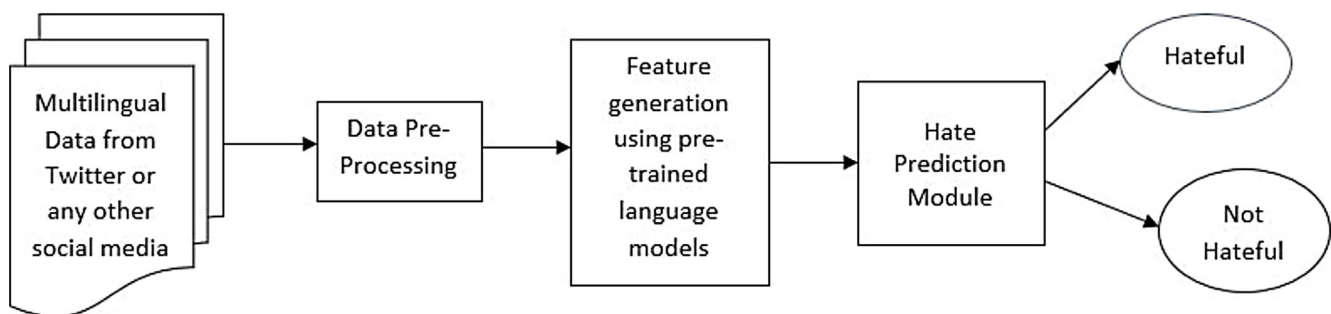 Multilingual
Data from
Twitter or
any other
social media
Data Pre-
Processing
Feature
generation
using pre-
trained
language
models
Hate
Prediction
Module
Hateful
Not
Hateful